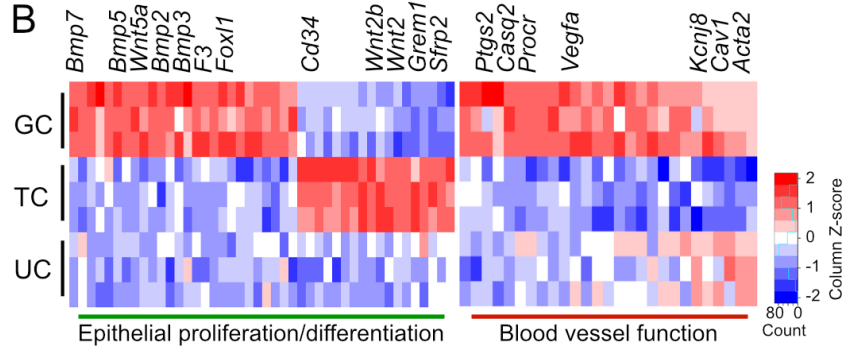 B
Bmp7 Bmp5 Wnt5a Bmp2 Bmp3 F3 Foxl1 Cd34 Wnt2b Wnt2 Grem1 Sfrp2 Ptgs2 Casq2 Procr Vegfa Kcnj8 Cav1 Acta2
GC
TC
UC
2
1
0
-1
-2
Column Z-score
80 0
Count
Epithelial proliferation/differentiation
Blood vessel function